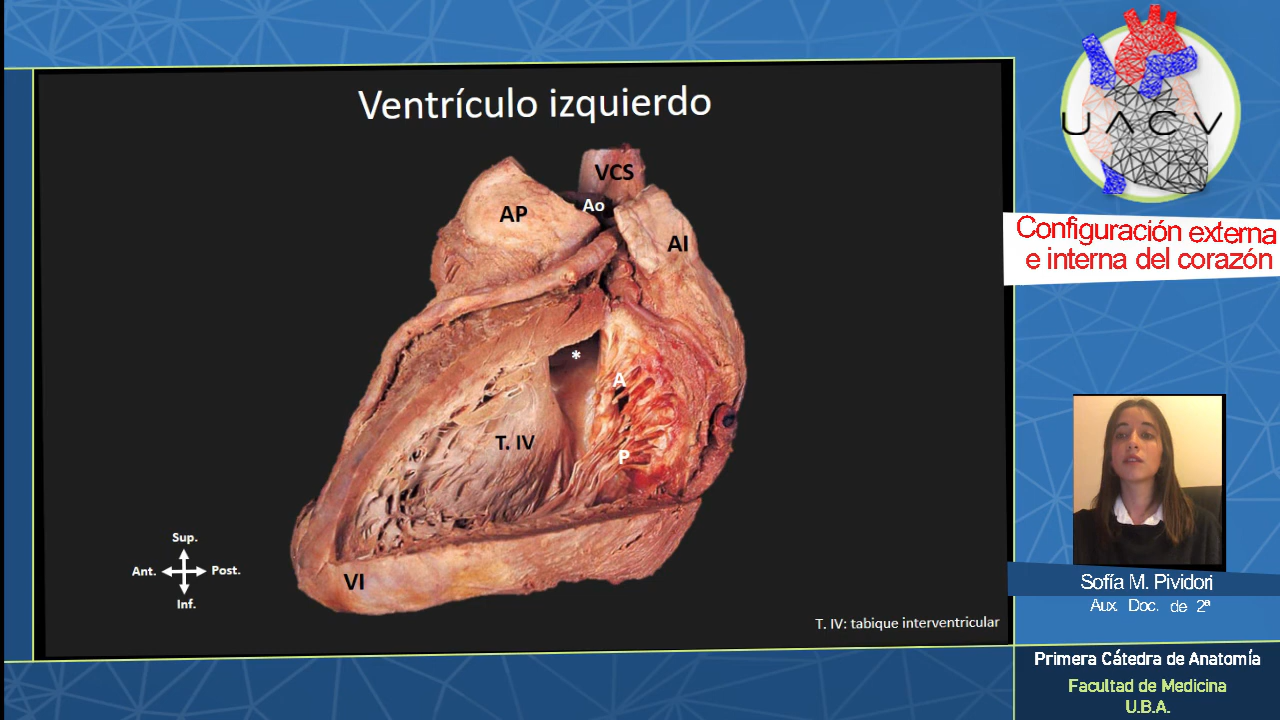 Ventrículo izquierdo
VCS
Ao
AP
AI
*
A
T. IV
P
VI
Sup.
Ant.
Post.
Inf.
T. IV: tabique interventricular
UACV
Configuración externa
e interna del corazón
Sofía M. Pividori
Aux. Doc. de 2ª
Primera Cátedra de Anatomía
Facultad de Medicina
U.B.A.